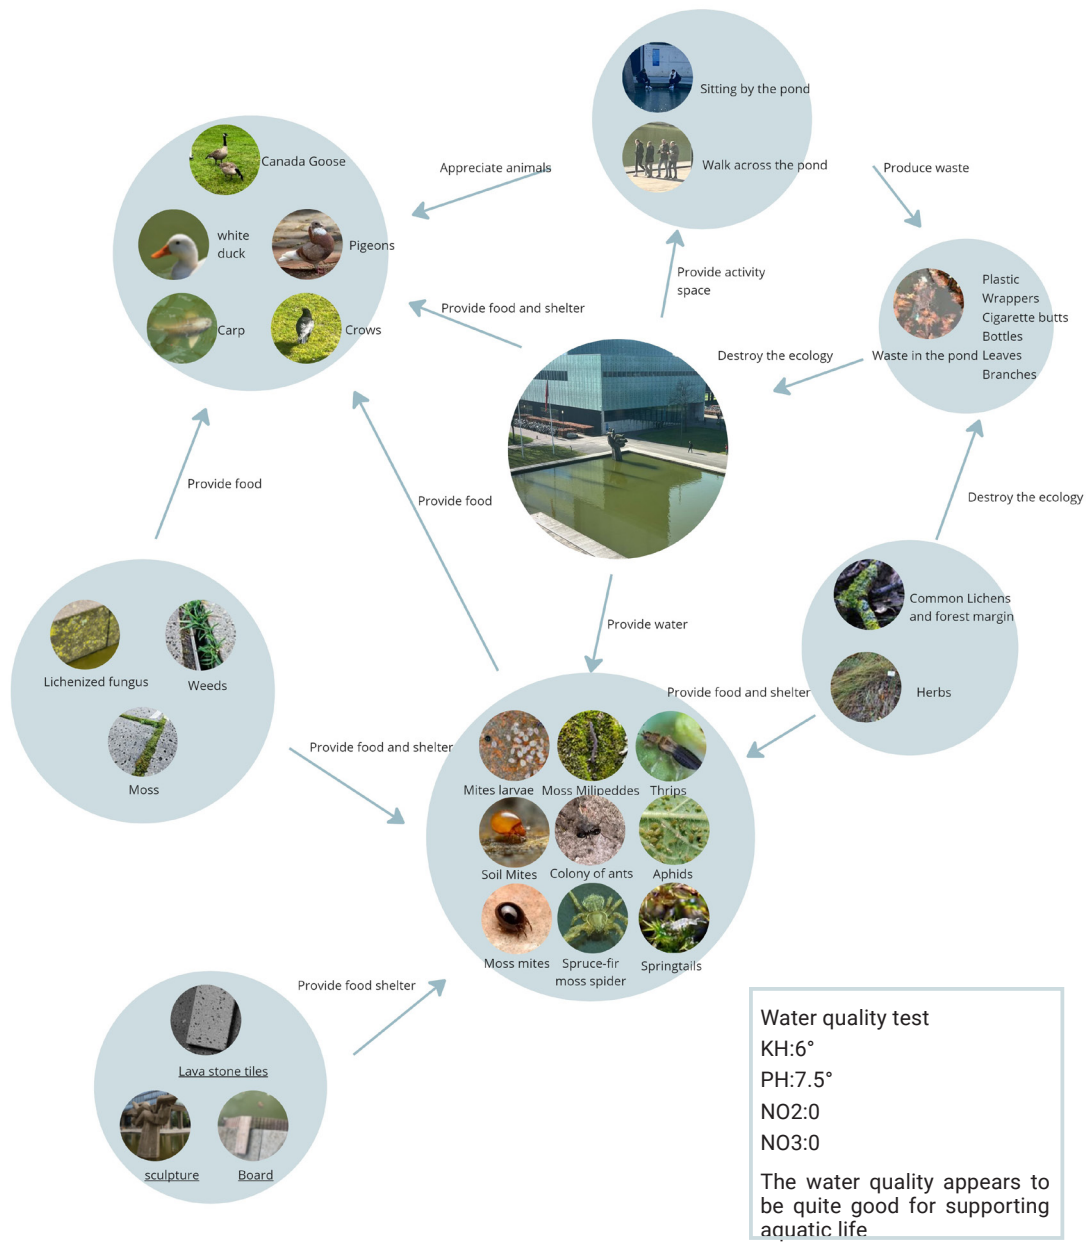 Sitting by the pond
Walk across the pond
Canada Goose
white
duck
Pigeons
Carp
Crows
Appreciate animals
Produce waste
Provide activity
space
Provide food and shelter
Destroy the ecology
Waste in the pond
Plastic
Wrappers
Cigarette butts
Bottles
Leaves
Branches
Provide food
Provide food
Destroy the ecology
Provide water
Common Lichens
and forest margin
Herbs
Lichenized fungus
Weeds
Moss
Provide food and shelter
Provide food and shelter
Mites larvae
Moss Milipeddes
Thrips
Soil Mites
Colony of ants
Aphids
Moss mites
Spruce-fir
moss spider
Springtails
Provide food shelter
Lava stone tiles
sculpture
Board
Water quality test
KH:6°
PH:7.5°
NO2:0
NO3:0
The water quality appears to
be quite good for supporting
aquatic life